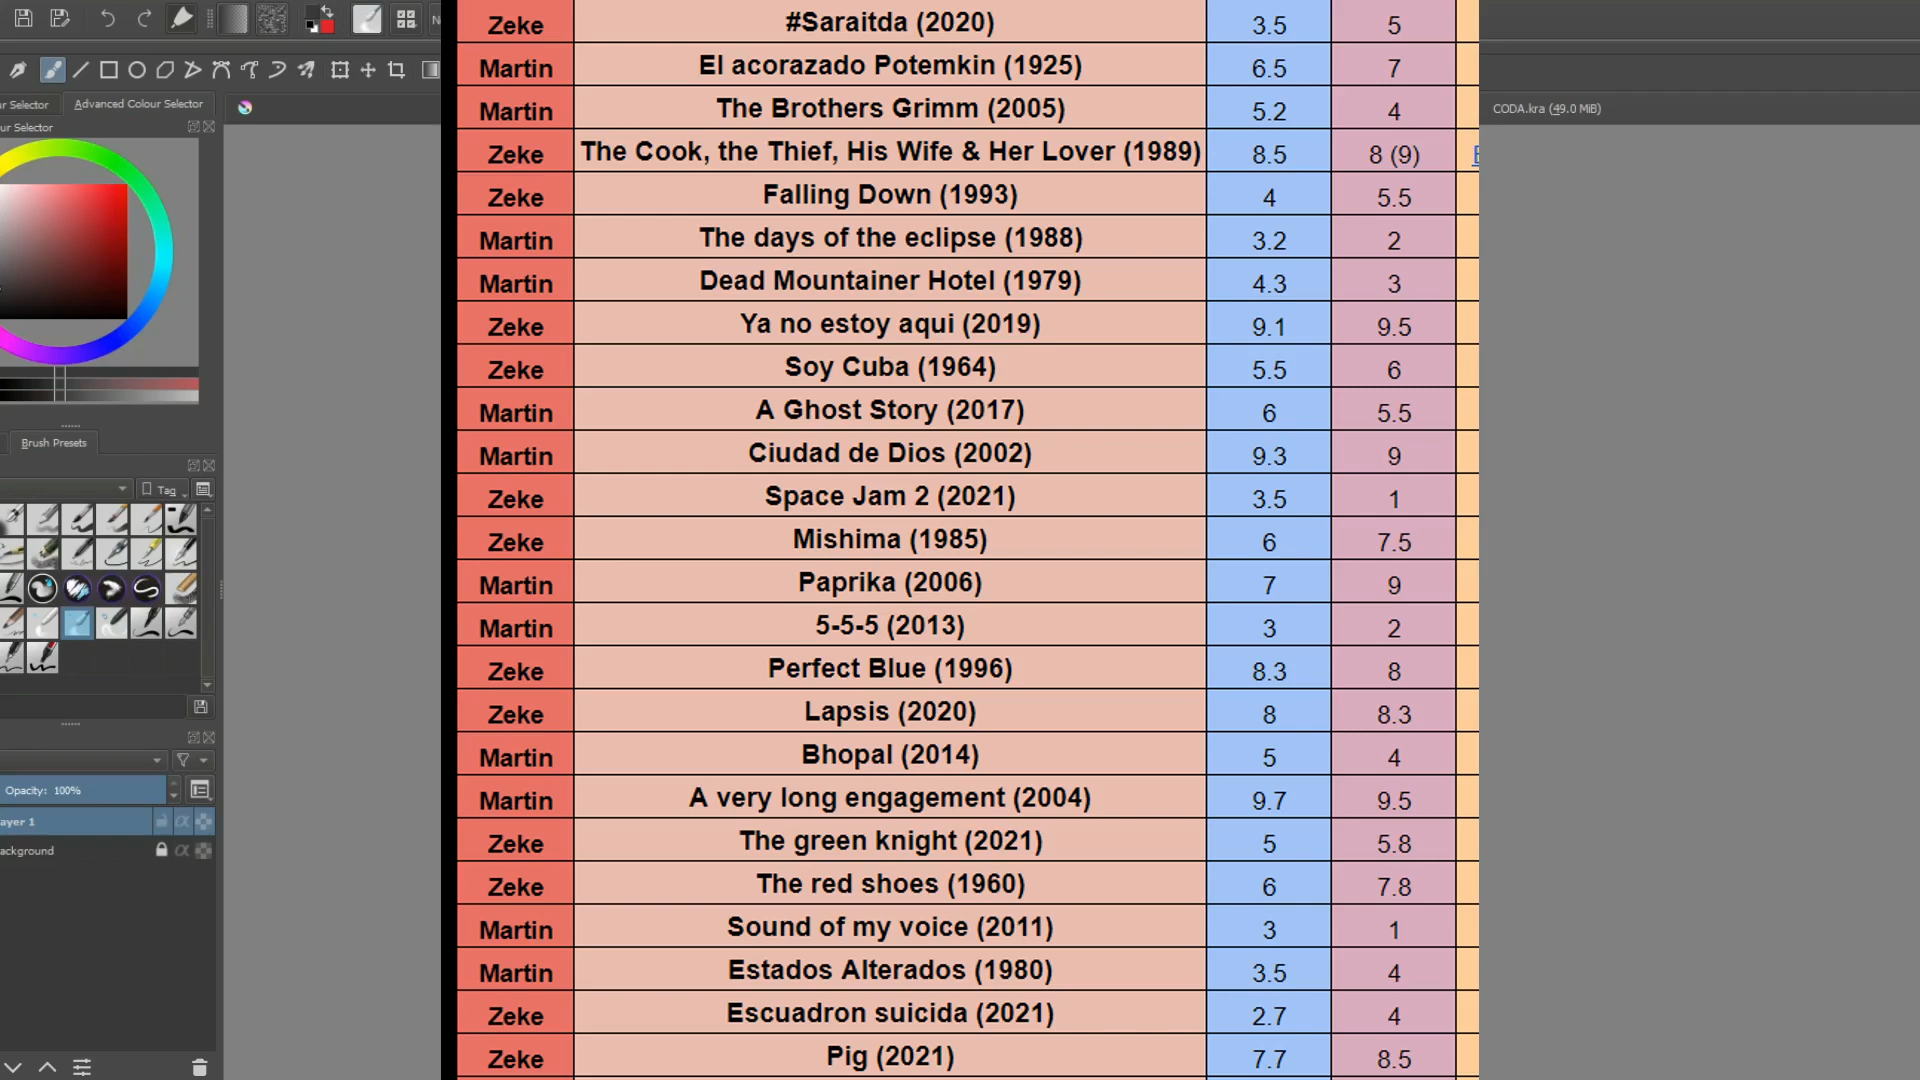 ur Selector
Advanced Colour Selector
ur Selector
Brush Presets
Tag
Opacity: 100%
ayer 1
ackground
Zeke #Saraitda (2020) 3.5 5
Martin El acorazado Potemkin (1925) 6.5 7
Martin The Brothers Grimm (2005) 5.2 4
Zeke The Cook, the Thief, His Wife & Her Lover (1989) 8.5 8 (9)
Zeke Falling Down (1993) 4 5.5
Martin The days of the eclipse (1988) 3.2 2
Martin Dead Mountainer Hotel (1979) 4.3 3
Zeke Ya no estoy aqui (2019) 9.1 9.5
Zeke Soy Cuba (1964) 5.5 6
Martin A Ghost Story (2017) 6 5.5
Martin Ciudad de Dios (2002) 9.3 9
Zeke Space Jam 2 (2021) 3.5 1
Zeke Mishima (1985) 6 7.5
Martin Paprika (2006) 7 9
Martin 5-5-5 (2013) 3 2
Zeke Perfect Blue (1996) 8.3 8
Zeke Lapsis (2020) 8 8.3
Martin Bhopal (2014) 5 4
Martin A very long engagement (2004) 9.7 9.5
Zeke The green knight (2021) 5 5.8
Zeke The red shoes (1960) 6 7.8
Martin Sound of my voice (2011) 3 1
Martin Estados Alterados (1980) 3.5 4
Zeke Escuadron suicida (2021) 2.7 4
Zeke Pig (2021) 7.7 8.5
CODA.kra (49.0 MiB)